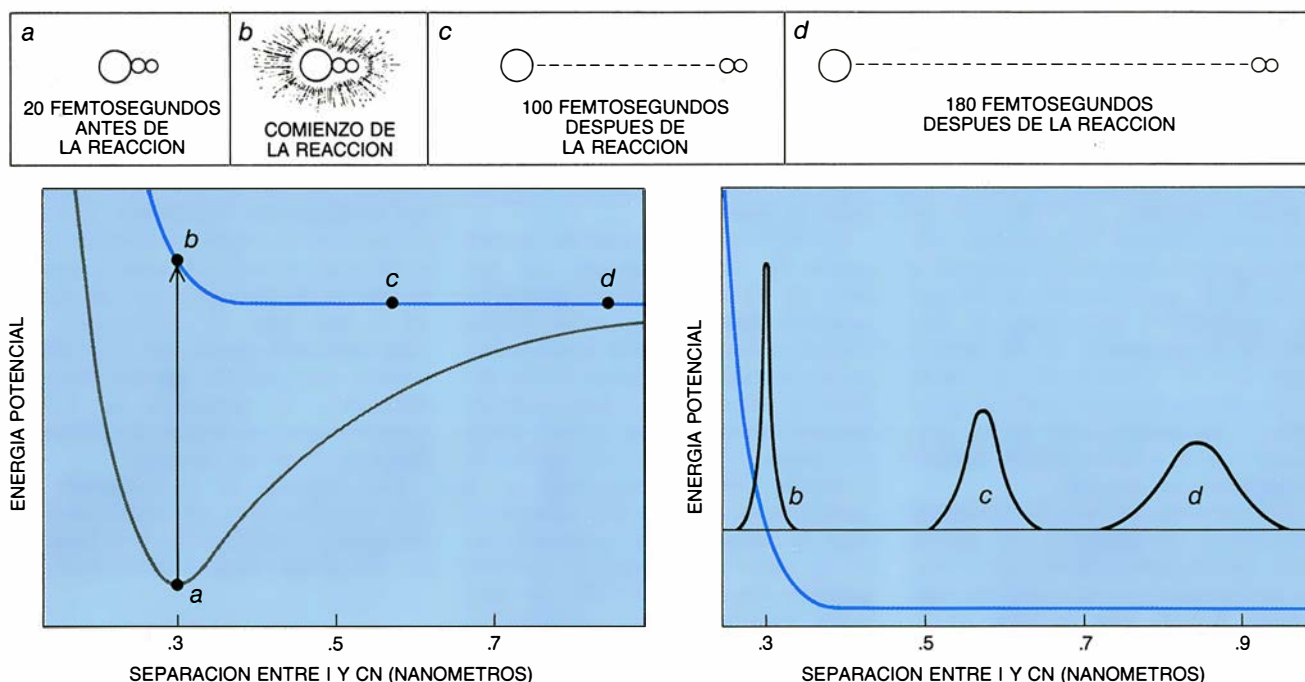 a
20 FEMTOSEGUNDOS
ANTES DE
LA REACCION
b
COMIENZO DE
LA REACCION
c
100 FEMTOSEGUNDOS
DESPUES DE
LA REACCION
d
180 FEMTOSEGUNDOS
DESPUES DE LA REACCION
ENERGIA POTENCIAL
b
c
d
a
.3
.5
.7
SEPARACION ENTRE I Y CN (NANOMETROS)
ENERGIA POTENCIAL
b
c
d
.3
.5
.7
.9
SEPARACION ENTRE I Y CN (NANOMETROS)